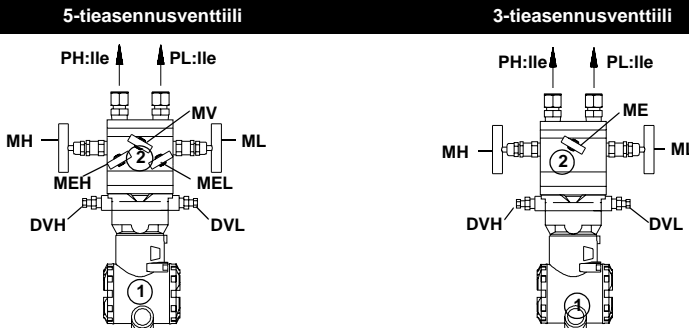 5-tieasennusventtiili
3-tieasennusventtiili
PH:lle PL:lle
MV
MH
ML
2
MEH
MEL
DVH
DVL
1
PH:lle PL:lle
ME
MH
ML
2
DVH
DVL
1